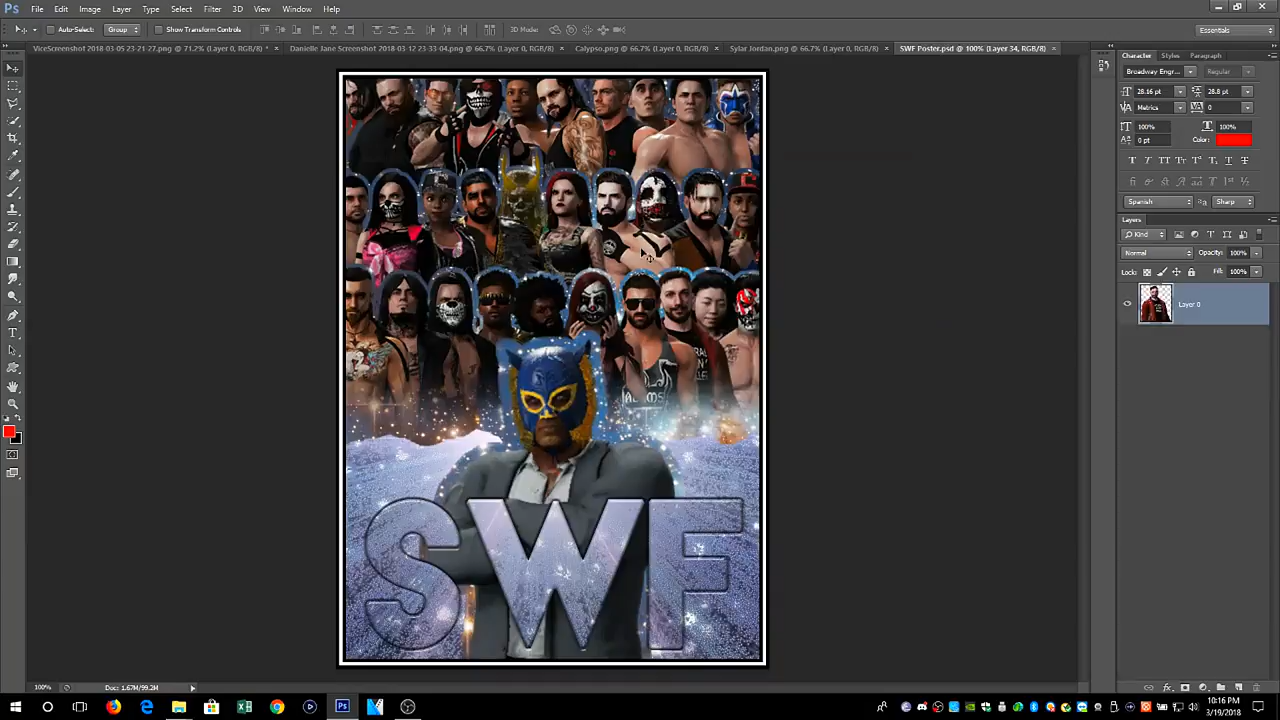 Ps File Edit Image Layer Type Select Filter 3D View Window Help
Auto-Select: Group Show Transform Controls 3D Mode: Essentials
ViceScreenshot 2018-03-05 23-21-27.png @ 71.2% (Layer 0, RGB/8) * × Danielle Jane Screenshot 2018-03-12 23-33-04.png @ 66.7% (Layer 0, RGB/8) × Calypso.png @ 66.7% (Layer 0, RGB/8) × Sylar Jordan.png @ 66.7% (Layer 0, RGB/8) × SWF Poster.psd @ 100% (Layer 34, RGB/8) ×
Character Styles Paragraph
Broadway Engr... Regular
28.16 pt 28.8 pt
Metrics 0
100% 100%
0 pt Color:
Spanish Sharp
Layers
Kind
Normal Opacity: 100%
Lock: Fill: 100%
Layer 0
SWF
100% Doc: 1.67M/99.2M
10:16 PM
3/19/2018